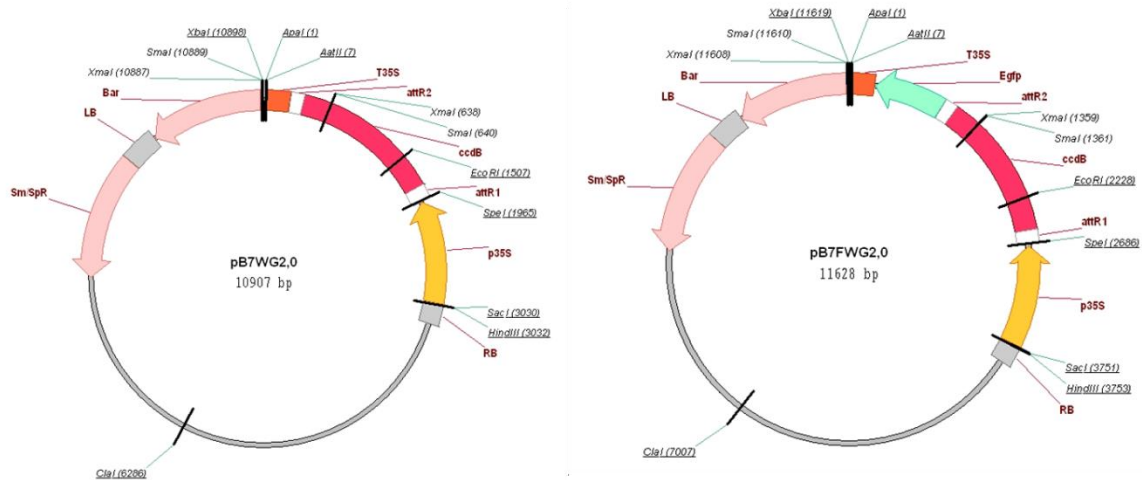 XbaI (10898)
ApaI (1)
SmaI (10889)
AatII (7)
XmaI (10887)
T35S
Bar
attR2
LB
XmaI (638)
SmaI (640)
ccdB
EcoRI (1507)
Sm/SpR
attR1
SpeI (1965)
p35S
pB7WG2,0
10907 bp
SacI (3030)
HindIII (3032)
RB
ClaI (6286)
XbaI (11619)
ApaI (1)
SmaI (11610)
AatII (7)
XmaI (11608)
T35S
Bar
Egfp
LB
attR2
XmaI (1359)
SmaI (1361)
ccdB
Sm/SpR
EcoRI (2228)
attR1
SpeI (2686)
pB7FWG2,0
11628 bp
p35S
SacI (3751)
HindIII (3753)
RB
ClaI (7007)